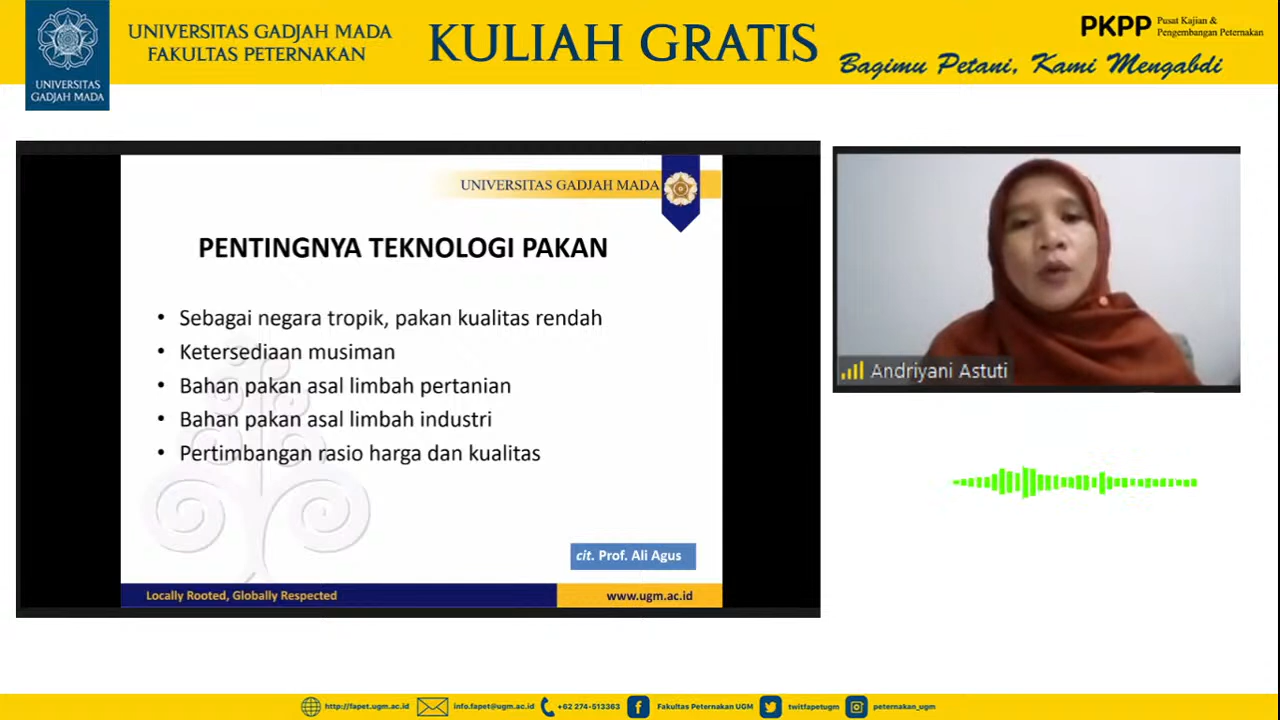 UNIVERSITAS
GADJAH MADA
UNIVERSITAS GADJAH MADA
FAKULTAS PETERNAKAN
KULIAH GRATIS
PKPP Pusat Kajian &
Pengembangan Peternakan
Bagimu Petani, Kami Mengabdi
UNIVERSITAS GADJAH MADA
PENTINGNYA TEKNOLOGI PAKAN
• Sebagai negara tropik, pakan kualitas rendah
• Ketersediaan musiman
• Bahan pakan asal limbah pertanian
• Bahan pakan asal limbah industri
• Pertimbangan rasio harga dan kualitas
cit. Prof. Ali Agus
Locally Rooted, Globally Respected
www.ugm.ac.id
Andriyani Astuti
http://fapet.ugm.ac.id
info.fapet@ugm.ac.id
+62 274-513363
Fakultas Peternakan UGM
twitfapetugm
peternakan_ugm